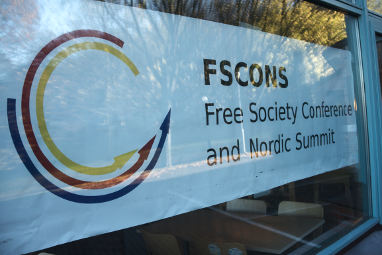 FSCONS
Free Society Conference
and Nordic Summit